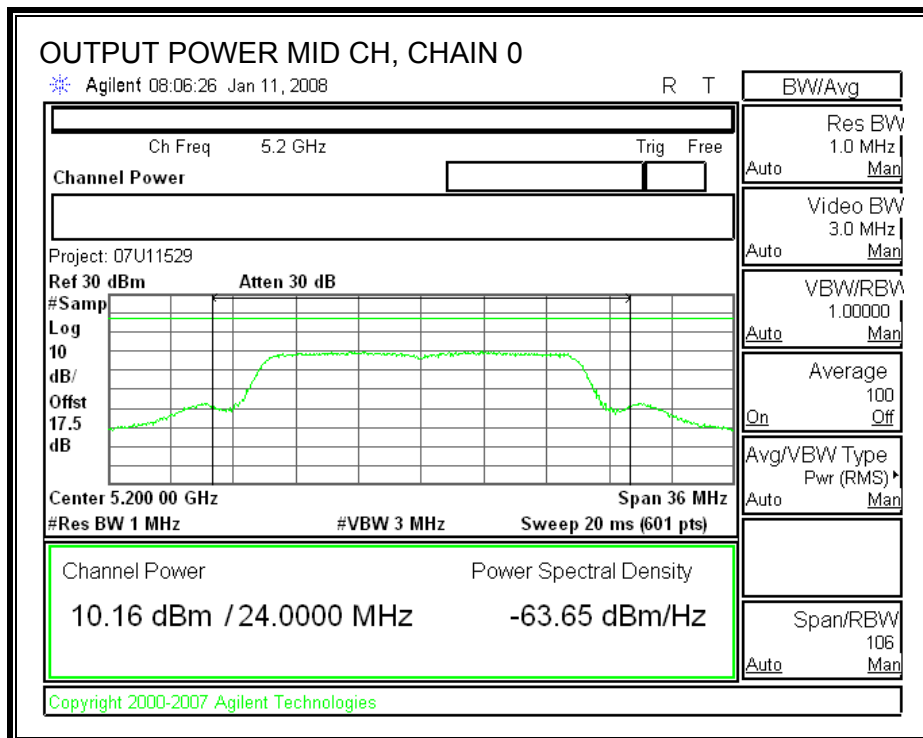 OUTPUT POWER MID CH, CHAIN 0
Agilent 08:06:26 Jan 11, 2008 R T
BW/Avg
Ch Freq 5.2 GHz Trig Free
Channel Power
Res BW
1.0 MHz
Auto Man
Video BW
3.0 MHz
Auto Man
Project: 07U11529
Ref 30 dBm Atten 30 dB
#Samp
Log
10
dB/
Offst
17.5
dB
VBW/RBW
1.00000
Auto Man
Average
100
On Off
Avg/VBW Type
Pwr (RMS)
Auto Man
Center 5.200 00 GHz Span 36 MHz
#Res BW 1 MHz #VBW 3 MHz Sweep 20 ms (601 pts)
Channel Power Power Spectral Density
10.16 dBm / 24.0000 MHz -63.65 dBm/Hz
Span/RBW
106
Auto Man
Copyright 2000-2007 Agilent Technologies